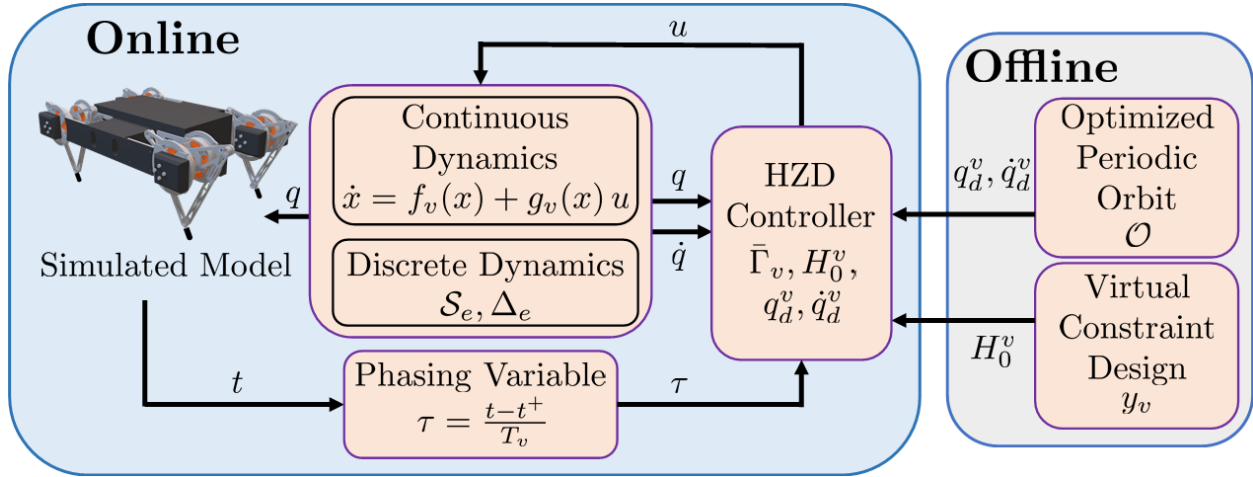 Online
u
Continuous
Dynamics
ẋ = f_v(x) + g_v(x) u
Discrete Dynamics
𝒮_e, Δ_e
q
Simulated Model
q
q̇
HZD
Controller
Γ̄_v, H_0^v,
q_d^v, q̇_d^v
t
Phasing Variable
τ = \frac{t−t^+}{T_v}
τ
Offline
q_d^v, q̇_d^v
Optimized
Periodic
Orbit
𝒪
H_0^v
Virtual
Constraint
Design
y_v